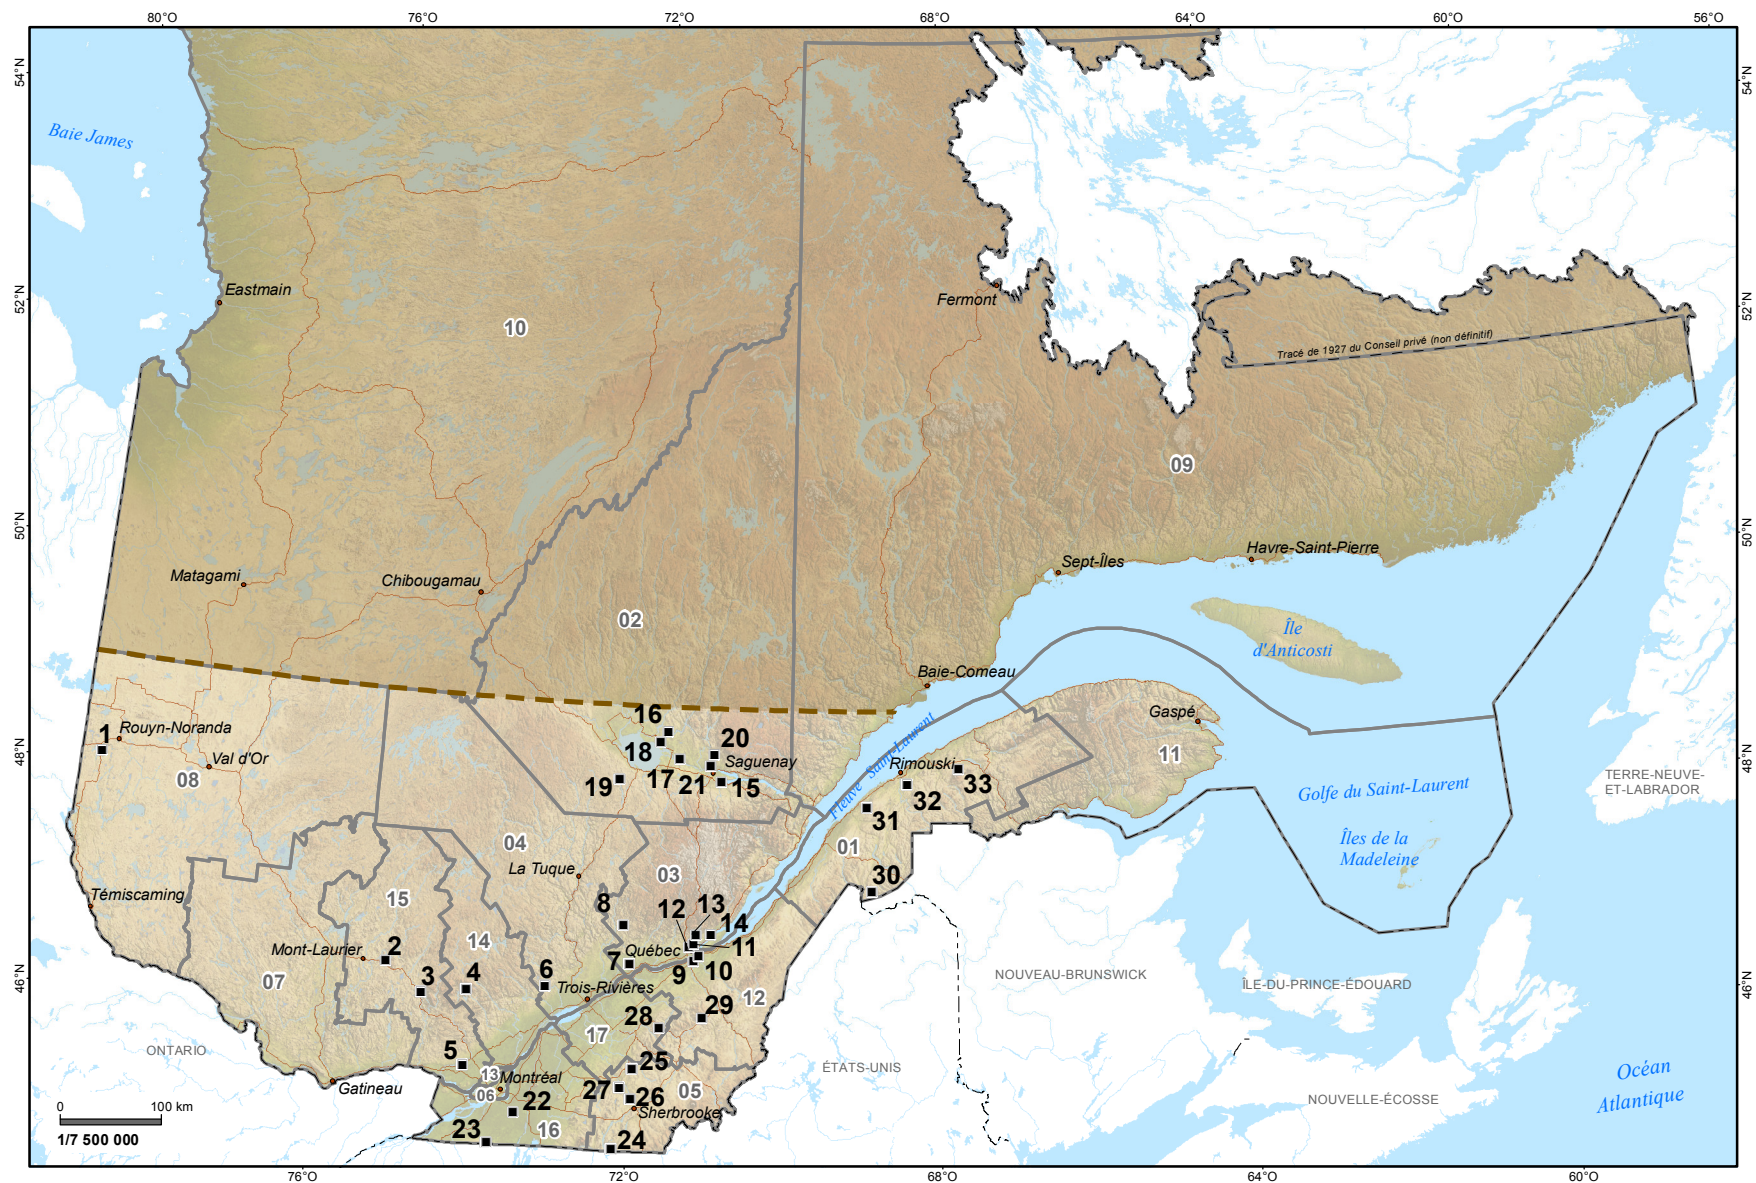 80°O 76°O 72°O 68°O 64°O 60°O 56°O
54°N
54°N
Baie James
Eastmain
Fermont
52°N
52°N
10
Tracé de 1927 du Conseil privé (non définitif)
09
50°N
50°N
Havre-Saint-Pierre
Sept-Îles
Matagami
Chibougamau
02
Île
d'Anticosti
Baie-Comeau
Gaspé
16
1
Rouyn-Noranda
20
18
Fleuve Saint-Laurent
48°N
48°N
Val d'Or
Saguenay
Rimouski
11
08
19
17
21
15
33
32
TERRE-NEUVE-
ET-LABRADOR
Golfe du Saint-Laurent
31
04
01
Îles de la
Madeleine
La Tuque
03
30
Témiscaming
15
8
12
13
14
14
Mont-Laurier
2
Québec
11
7
9
10
46°N
46°N
07
3
4
6
Trois-Rivières
12
NOUVEAU-BRUNSWICK
ÎLE-DU-PRINCE-ÉDOUARD
28
29
17
ONTARIO
5
25
ÉTATS-UNIS
13
Montréal
Océan
Atlantique
Gatineau
06
27
26
05
NOUVELLE-ÉCOSSE
22
Sherbrooke
0 100 km
1/7 500 000
23
16
24
76°O 72°O 68°O 64°O 60°O